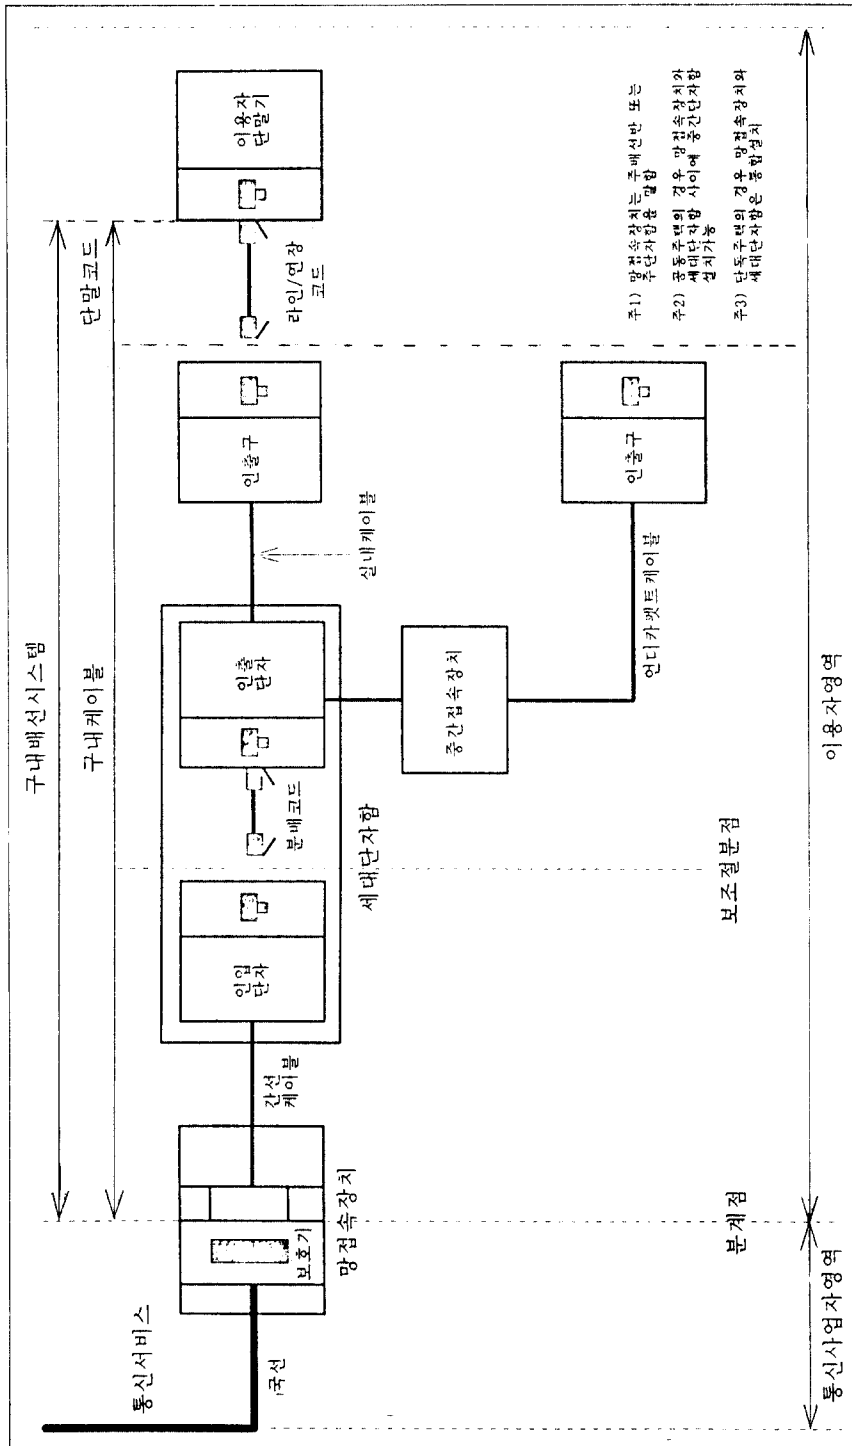 구내배선시스템
구내케이블
단말코드
통신서비스
국선
보호기
망접속장치
간선
케이블
인입
단자
분배코드
인출
단자
세대단자함
실내케이블
인출구
라인/연장
코드
이용자
단말기
중간접속장치
언더카펫트케이블
인출구
주1) 망접속장치는 주배선반 또는
주단자함을 말함
주2) 공동주택의 경우 망접속장치와
세대단자함 사이에 중간단자함
설치가능
주3) 단독주택의 경우 망접속장치와
세대단자함은 통합설치
분계점
보조절분점
통신사업자영역
이용자영역